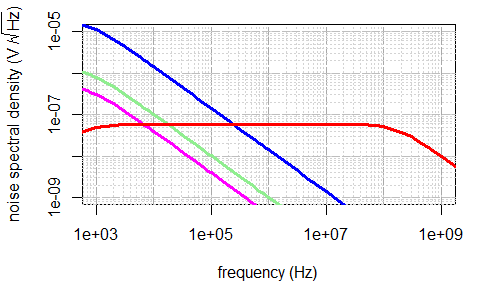 noise spectral density (V/√Hz)
1e-05
1e-07
1e-09
1e+03 1e+05 1e+07 1e+09
frequency (Hz)